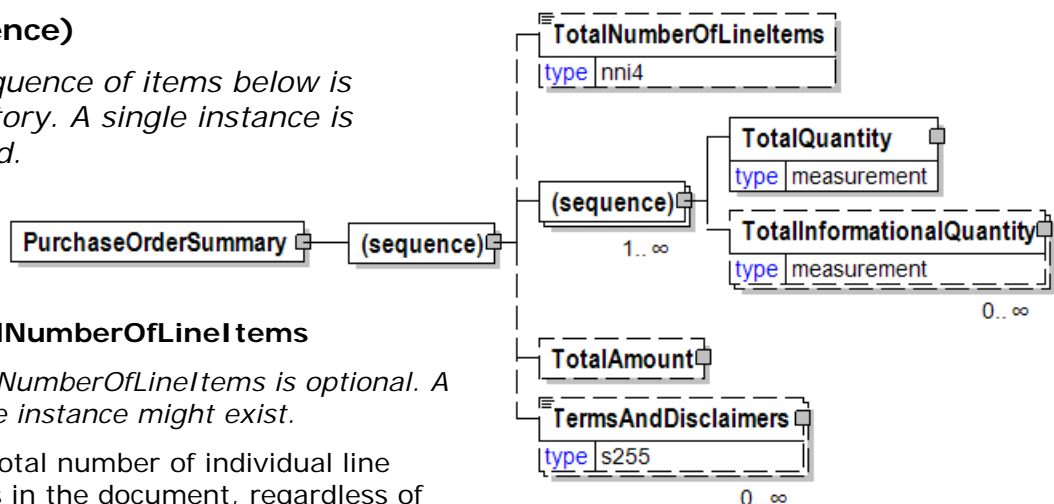 ence)
quence of items below is
tory. A single instance is
d.
TotalNumberOfLineItems
type nni4
TotalQuantity
type measurement
(sequence)
1.. ∞
TotalInformationalQuantity
type measurement
0.. ∞
PurchaseOrderSummary
(sequence)
lNumberOfLineItems
NumberOfLineItems is optional. A
e instance might exist.
otal number of individual line
s in the document, regardless of
TotalAmount
TermsAndDisclaimers
type s255
0.. ∞